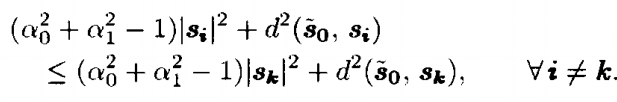 (α₀² + α₁² − 1)|sᵢ|² + d²(s̃₀, sᵢ)
≤ (α₀² + α₁² − 1)|sₖ|² + d²(s̃₀, sₖ), ∀ i ≠ k.